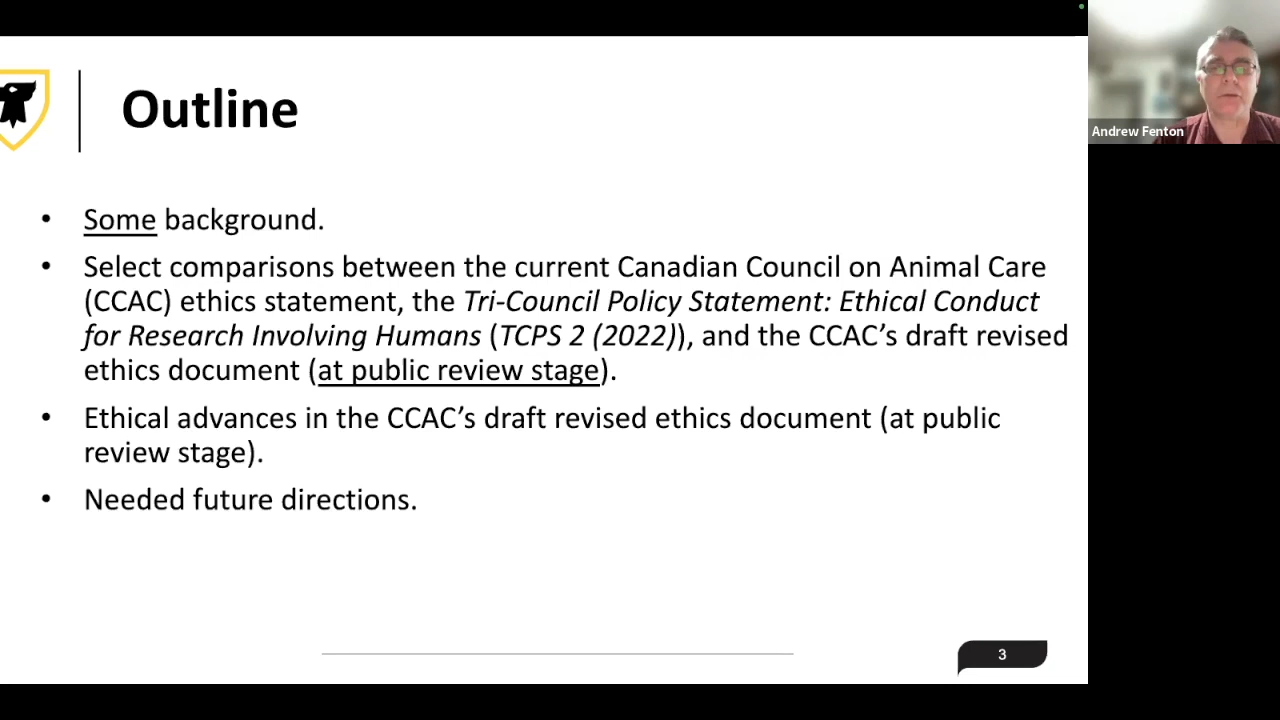 Outline
• Some background.
• Select comparisons between the current Canadian Council on Animal Care
(CCAC) ethics statement, the Tri-Council Policy Statement: Ethical Conduct
for Research Involving Humans (TCPS 2 (2022)), and the CCAC’s draft revised
ethics document (at public review stage).
• Ethical advances in the CCAC’s draft revised ethics document (at public
review stage).
• Needed future directions.
3
Andrew Fenton